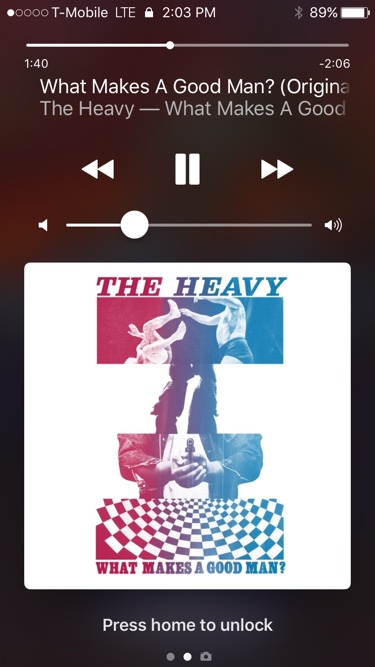 T-Mobile LTE 2:03 PM 89%
1:40 -2:06
What Makes A Good Man? (Origina
The Heavy — What Makes A Good
THE HEAVY
WHAT MAKES A GOOD MAN?
Press home to unlock